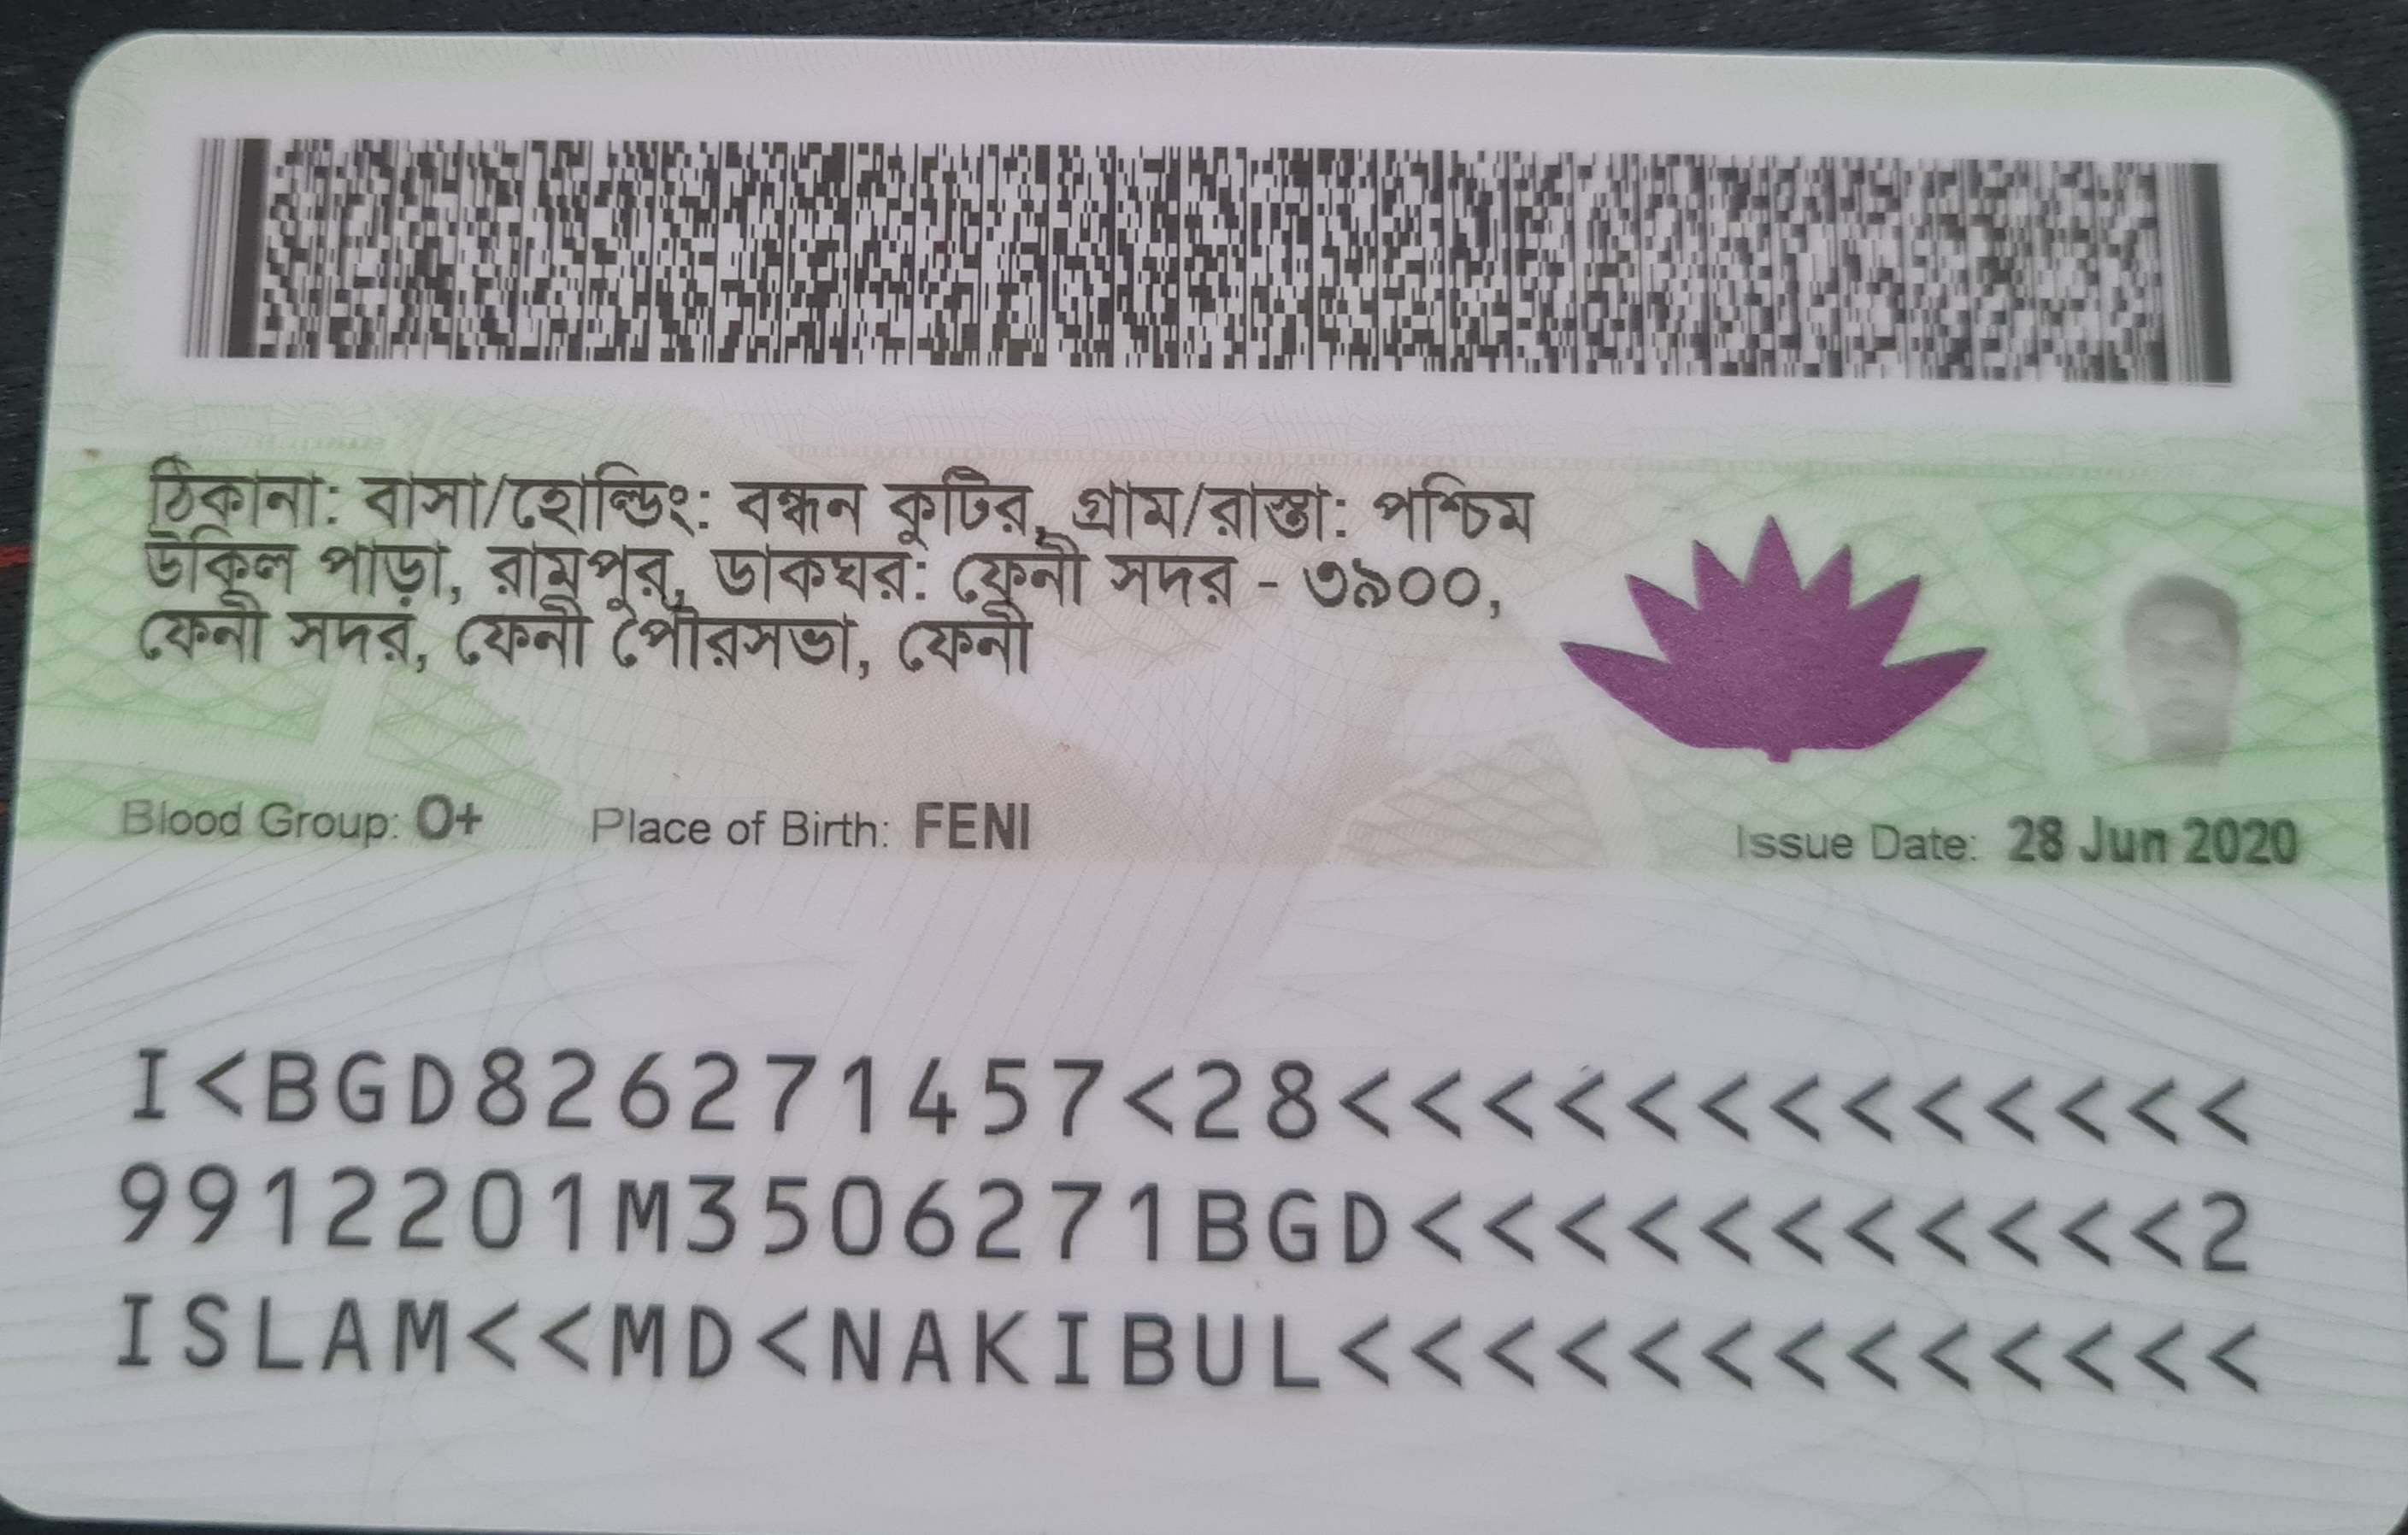 ঠিকানা: বাসা/হোল্ডিং: বন্ধন কুটির, গ্রাম/রাস্তা: পশ্চিম
উকিল পাড়া, রামপুর, ডাকঘর: ফেনী সদর - ৩৯০০,
ফেনী সদর, ফেনী পৌরসভা, ফেনী
Blood Group: O+ Place of Birth: FENI Issue Date: 28 Jun 2020
I<BGD826271457<28<<<<<<<<<<<<<
9912201M3506271BGD<<<<<<<<<<<2
ISLAM<<MD<NAKIBUL<<<<<<<<<<<<<